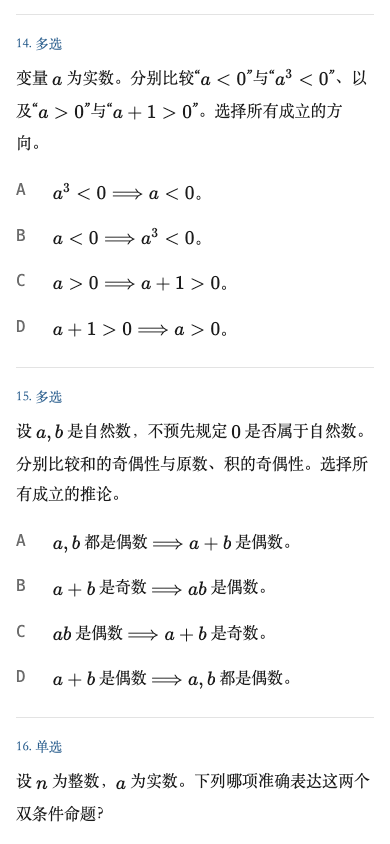 14. 多选
变量 a 为实数。分别比较“a < 0”与“a³ < 0”、以
及“a > 0”与“a + 1 > 0”。选择所有成立的方
向。
A a³ < 0 ⟹ a < 0。
B a < 0 ⟹ a³ < 0。
C a > 0 ⟹ a + 1 > 0。
D a + 1 > 0 ⟹ a > 0。
15. 多选
设 a, b 是自然数，不预先规定 0 是否属于自然数。
分别比较和的奇偶性与原数、积的奇偶性。选择所
有成立的推论。
A a, b 都是偶数 ⟹ a + b 是偶数。
B a + b 是奇数 ⟹ ab 是偶数。
C ab 是偶数 ⟹ a + b 是奇数。
D a + b 是偶数 ⟹ a, b 都是偶数。
16. 单选
设 n 为整数，a 为实数。下列哪项准确表达这两个
双条件命题？